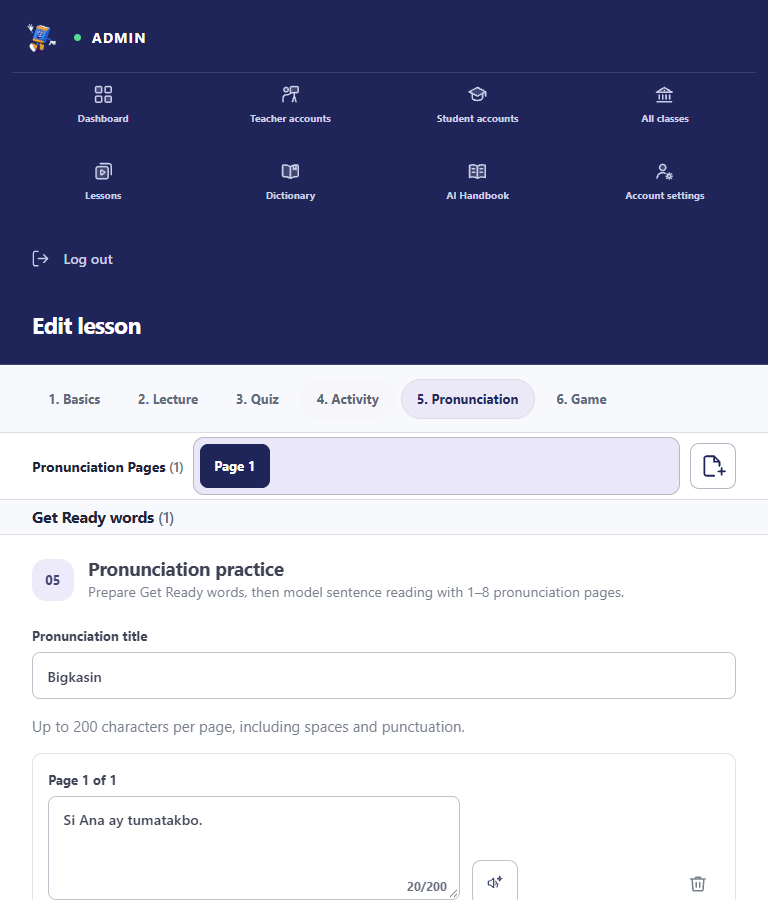 ADMIN
Dashboard
Teacher accounts
Student accounts
All classes
Lessons
Dictionary
AI Handbook
Account settings
Log out
Edit lesson
1. Basics
2. Lecture
3. Quiz
4. Activity
5. Pronunciation
6. Game
Pronunciation Pages (1)
Page 1
Get Ready words (1)
05
Pronunciation practice
Prepare Get Ready words, then model sentence reading with 1–8 pronunciation pages.
Pronunciation title
Bigkasin
Up to 200 characters per page, including spaces and punctuation.
Page 1 of 1
Si Ana ay tumatakbo.
20/200